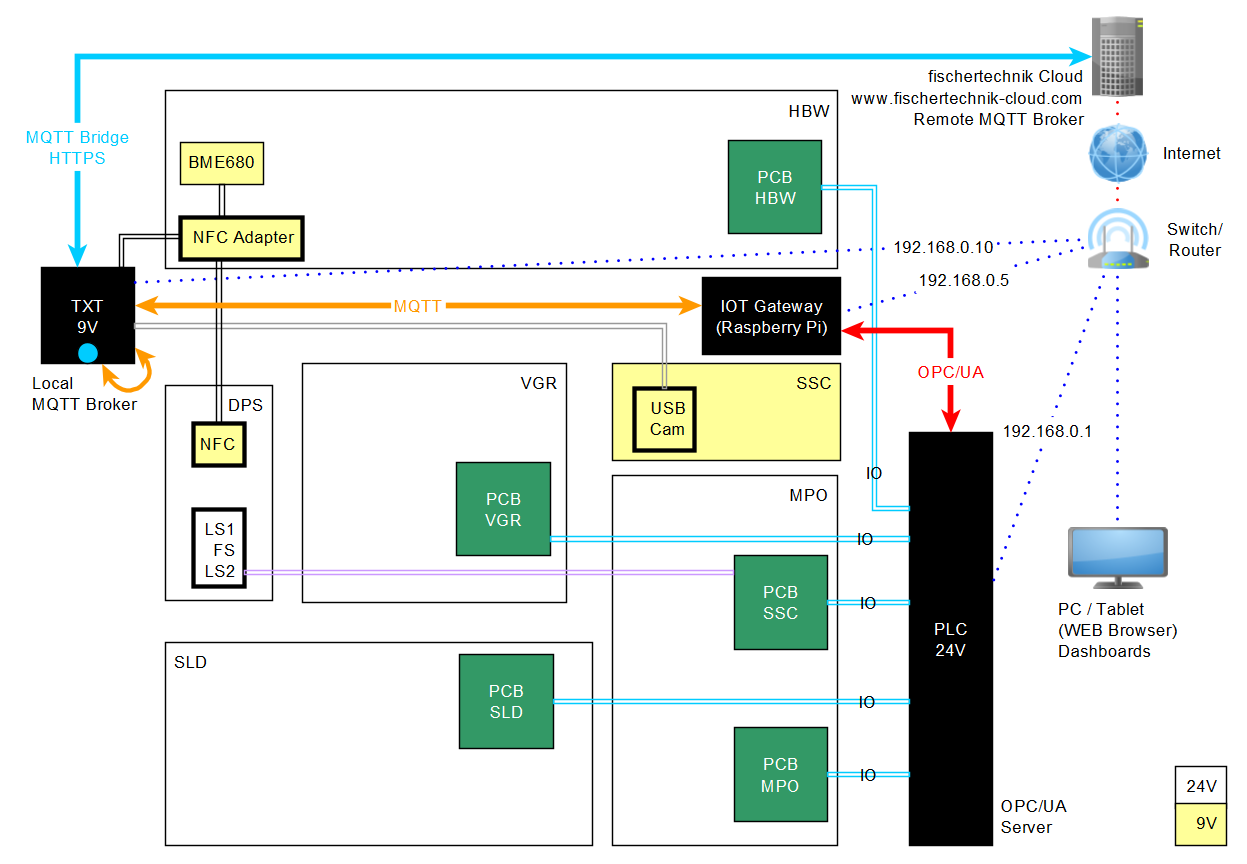 fischertechnik Cloud
www.fischertechnik-cloud.com
Remote MQTT Broker
HBW
MQTT Bridge
HTTPS
BME680
PCB
HBW
Internet
NFC Adapter
Switch/
Router
192.168.0.10
192.168.0.5
TXT
9V
MQTT
IOT Gateway
(Raspberry Pi)
Local
MQTT Broker
DPS
VGR
SSC
OPC/UA
USB
Cam
NFC
192.168.0.1
IO
MPO
PCB
VGR
LS1
FS
LS2
IO
PCB
SSC
IO
PLC
24V
PC / Tablet
(WEB Browser)
Dashboards
SLD
PCB
SLD
IO
PCB
MPO
IO
OPC/UA
Server
24V
9V